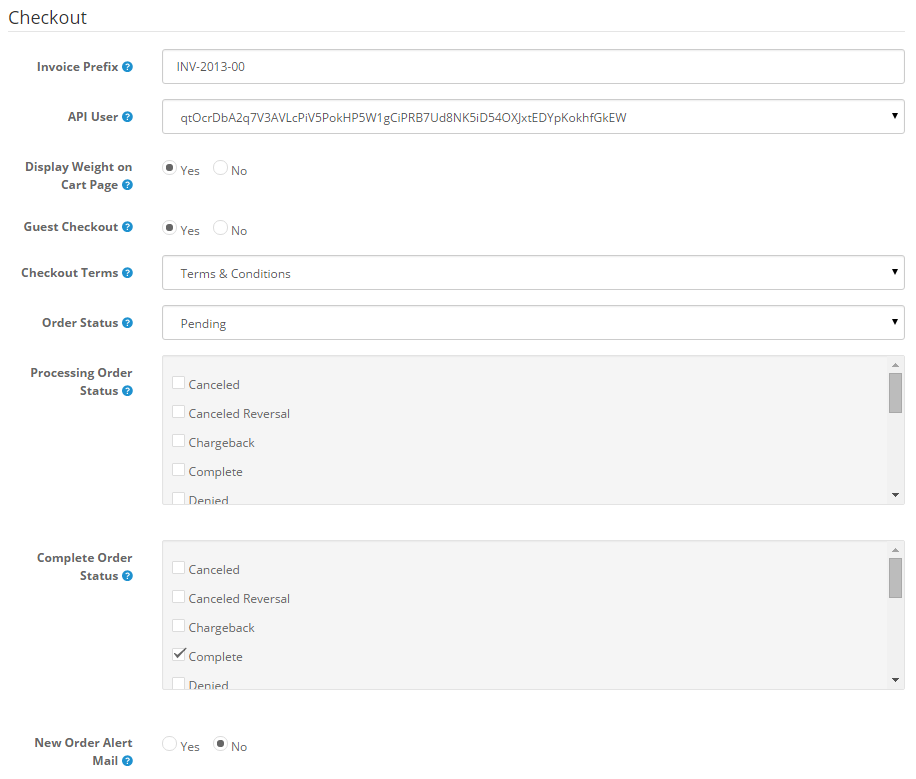 Checkout
Invoice Prefix ?
INV-2013-00
API User ?
qtOcrDbA2q7V3AVLcPiV5PokHP5W1gCiPRB7Ud8NK5iD54OXJxtEDYpKokhfGkEW
Display Weight on
Cart Page ?
Yes No
Guest Checkout ?
Yes No
Checkout Terms ?
Terms & Conditions
Order Status ?
Pending
Processing Order
Status ?
Canceled
Canceled Reversal
Chargeback
Complete
Denied
Complete Order
Status ?
Canceled
Canceled Reversal
Chargeback
Complete
Denied
New Order Alert
Mail ?
Yes No